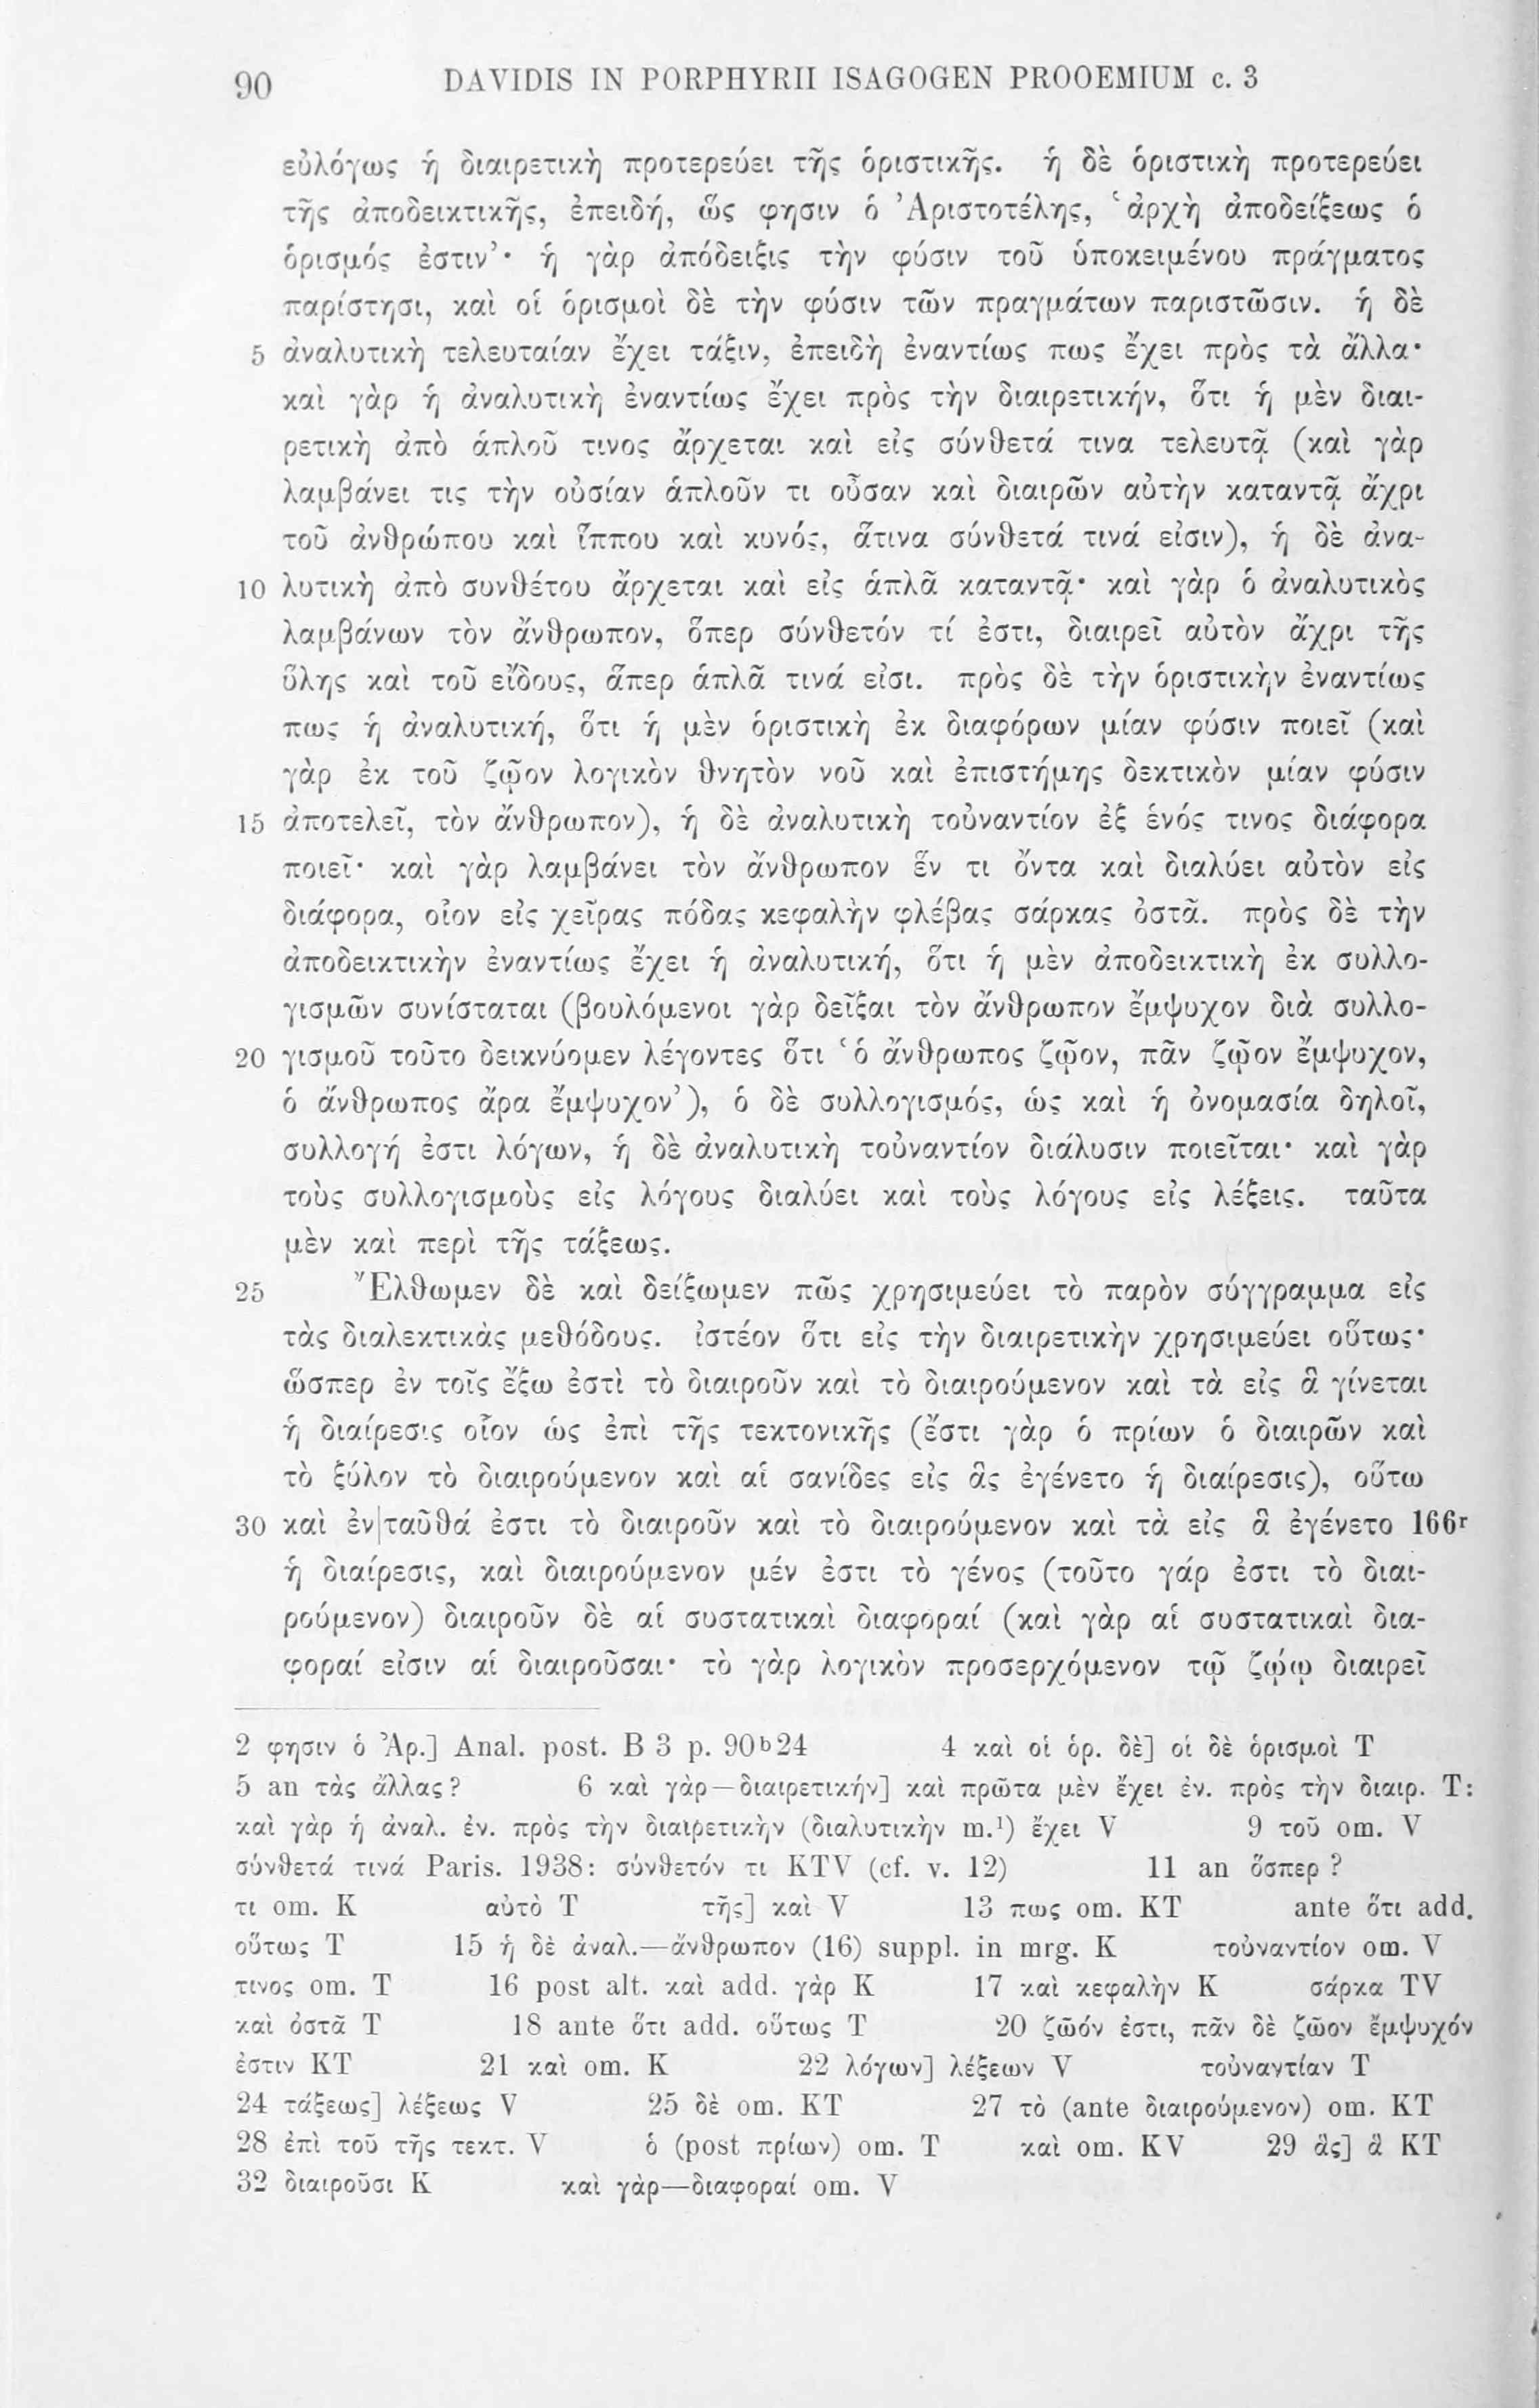 90 DAVIDIS IN PORPHYRII ISAGOGEN PROOEMIUM c. 3
εὐλόγως ἡ διαιρετικὴ προτερεύει τῆς ὁριστικῆς. ἡ δὲ ὁριστικὴ προτερεύει
τῆς ἀποδεικτικῆς, ἐπειδή, ὥς φησιν ὁ Ἀριστοτέλης, ‘ἀρχὴ ἀποδείξεως ὁ
ὁρισμός ἐστιν’· ἡ γὰρ ἀπόδειξις τὴν φύσιν τοῦ ὑποκειμένου πράγματος
παρίστησι, καὶ οἱ ὁρισμοὶ δὲ τὴν φύσιν τῶν πραγμάτων παριστῶσιν. ἡ δὲ
5 ἀναλυτικὴ τελευταίαν ἔχει τάξιν, ἐπειδὴ ἐναντίως πως ἔχει πρὸς τὰ ἄλλα·
καὶ γὰρ ἡ ἀναλυτικὴ ἐναντίως ἔχει πρὸς τὴν διαιρετικήν, ὅτι ἡ μὲν διαι-
ρετικὴ ἀπὸ ἁπλοῦ τινος ἄρχεται καὶ εἰς σύνθετά τινα τελευτᾷ (καὶ γὰρ
λαμβάνει τις τὴν οὐσίαν ἁπλοῦν τι οὖσαν καὶ διαιρῶν αὐτὴν καταντᾷ ἄχρι
τοῦ ἀνθρώπου καὶ ἵππου καὶ κυνός, ἅτινα σύνθετά τινά εἰσιν), ἡ δὲ ἀνα-
10 λυτικὴ ἀπὸ συνθέτου ἄρχεται καὶ εἰς ἁπλᾶ καταντᾷ· καὶ γὰρ ὁ ἀναλυτικὸς
λαμβάνων τὸν ἄνθρωπον, ὅπερ σύνθετόν τί ἐστι, διαιρεῖ αὐτὸν ἄχρι τῆς
ὕλης καὶ τοῦ εἴδους, ἅπερ ἁπλᾶ τινά εἰσι. πρὸς δὲ τὴν ὁριστικὴν ἐναντίως
πως ἡ ἀναλυτική, ὅτι ἡ μὲν ὁριστικὴ ἐκ διαφόρων μίαν φύσιν ποιεῖ (καὶ
γὰρ ἐκ τοῦ ζῷον λογικὸν θνητὸν νοῦ καὶ ἐπιστήμης δεκτικὸν μίαν φύσιν
15 ἀποτελεῖ, τὸν ἄνθρωπον), ἡ δὲ ἀναλυτικὴ τοὐναντίον ἐξ ἑνός τινος διάφορα
ποιεῖ· καὶ γὰρ λαμβάνει τὸν ἄνθρωπον ἕν τι ὄντα καὶ διαλύει αὐτὸν εἰς
διάφορα, οἷον εἰς χεῖρας πόδας κεφαλὴν φλέβας σάρκας ὀστᾶ. πρὸς δὲ τὴν
ἀποδεικτικὴν ἐναντίως ἔχει ἡ ἀναλυτική, ὅτι ἡ μὲν ἀποδεικτικὴ ἐκ συλλο-
γισμῶν συνίσταται (βουλόμενοι γὰρ δεῖξαι τὸν ἄνθρωπον ἔμψυχον διὰ συλλο-
20 γισμοῦ τοῦτο δεικνύομεν λέγοντες ὅτι ‘ὁ ἄνθρωπος ζῷον, πᾶν ζῷον ἔμψυχον,
ὁ ἄνθρωπος ἄρα ἔμψυχον’), ὁ δὲ συλλογισμός, ὡς καὶ ἡ ὀνομασία δηλοῖ,
συλλογή ἐστι λόγων, ἡ δὲ ἀναλυτικὴ τοὐναντίον διάλυσιν ποιεῖται· καὶ γὰρ
τοὺς συλλογισμοὺς εἰς λόγους διαλύει καὶ τοὺς λόγους εἰς λέξεις. ταῦτα
μὲν καὶ περὶ τῆς τάξεως.
25 Ἔλθωμεν δὲ καὶ δείξωμεν πῶς χρησιμεύει τὸ παρὸν σύγγραμμα εἰς
τὰς διαλεκτικὰς μεθόδους. ἰστέον ὅτι εἰς τὴν διαιρετικὴν χρησιμεύει οὕτως·
ὥσπερ ἐν τοῖς ἔξω ἐστὶ τὸ διαιροῦν καὶ τὸ διαιρούμενον καὶ τὰ εἰς ἃ γίνεται
ἡ διαίρεσις οἷον ὡς ἐπὶ τῆς τεκτονικῆς (ἔστι γὰρ ὁ πρίων ὁ διαιρῶν καὶ
τὸ ξύλον τὸ διαιρούμενον καὶ αἱ σανίδες εἰς ἃς ἐγένετο ἡ διαίρεσις), οὕτω
30 καὶ ἐν|ταῦθά ἐστι τὸ διαιροῦν καὶ τὸ διαιρούμενον καὶ τὰ εἰς ἃ ἐγένετο 166r
ἡ διαίρεσις, καὶ διαιρούμενον μέν ἐστι τὸ γένος (τοῦτο γάρ ἐστι τὸ διαι-
ρούμενον) διαιροῦν δὲ αἱ συστατικαὶ διαφοραί (καὶ γὰρ αἱ συστατικαὶ δια-
φοραί εἰσιν αἱ διαιροῦσαι· τὸ γὰρ λογικὸν προσερχόμενον τῷ ζῴῳ διαιρεῖ
2 φησιν ὁ Ἀρ.] Anal. post. B 3 p. 90b24 4 καὶ οἱ ὁρ. δὲ] οἱ δὲ ὁρισμοὶ T
5 an τὰς ἄλλας? 6 καὶ γὰρ—διαιρετικήν] καὶ πρῶτα μὲν ἔχει ἐν. πρὸς τὴν διαιρ. T:
καὶ γὰρ ἡ ἀναλ. ἐν. πρὸς τὴν διαιρετικὴν (διαλυτικὴν m.¹) ἔχει V 9 τοῦ om. V
σύνθετά τινά Paris. 1938: σύνθετόν τι KTV (cf. v. 12) 11 an ὅσπερ?
τι om. K αὐτὸ T τῆς] καὶ V 13 πως om. KT ante ὅτι add.
οὕτως T 15 ἡ δὲ ἀναλ.—ἄνθρωπον (16) suppl. in mrg. K τοὐναντίον om. V
τινος om. T 16 post alt. καὶ add. γὰρ K 17 καὶ κεφαλὴν K σάρκα TV
καὶ ὀστᾶ T 18 ante ὅτι add. οὕτως T 20 ζῶόν ἐστι, πᾶν δὲ ζῶον ἔμψυχόν
ἐστιν KT 21 καὶ om. K 22 λόγων] λέξεων V τοὐναντίαν T
24 τάξεως] λέξεως V 25 δὲ om. KT 27 τὸ (ante διαιρούμενον) om. KT
28 ἐπὶ τοῦ τῆς τεκτ. V ὁ (post πρίων) om. T καὶ om. KV 29 ἃς] ἃ KT
32 διαιροῦσι K καὶ γὰρ—διαφοραί om. V